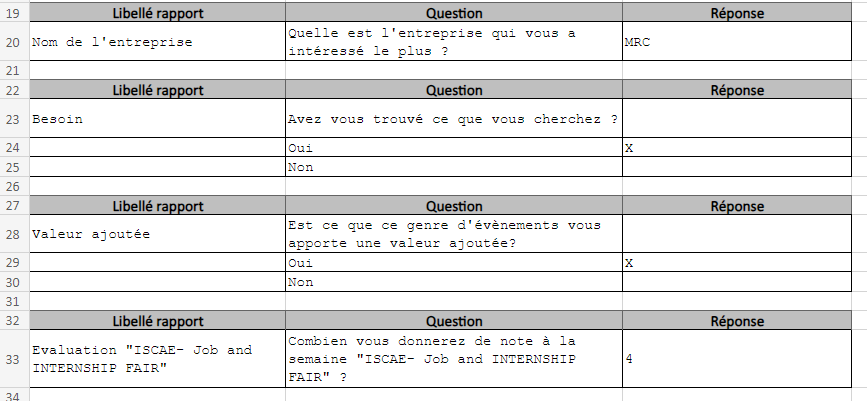 19 Libellé rapport Question Réponse
20 Nom de l'entreprise Quelle est l'entreprise qui vous a intéressé le plus ? MRC
21
22 Libellé rapport Question Réponse
23 Besoin Avez vous trouvé ce que vous cherchez ?
24 Oui X
25 Non
26
27 Libellé rapport Question Réponse
28 Valeur ajoutée Est ce que ce genre d'évènements vous apporte une valeur ajoutée?
29 Oui X
30 Non
31
32 Libellé rapport Question Réponse
33 Evaluation "ISCAE- Job and INTERNSHIP FAIR" Combien vous donnerez de note à la semaine "ISCAE- Job and INTERNSHIP FAIR" ? 4
34